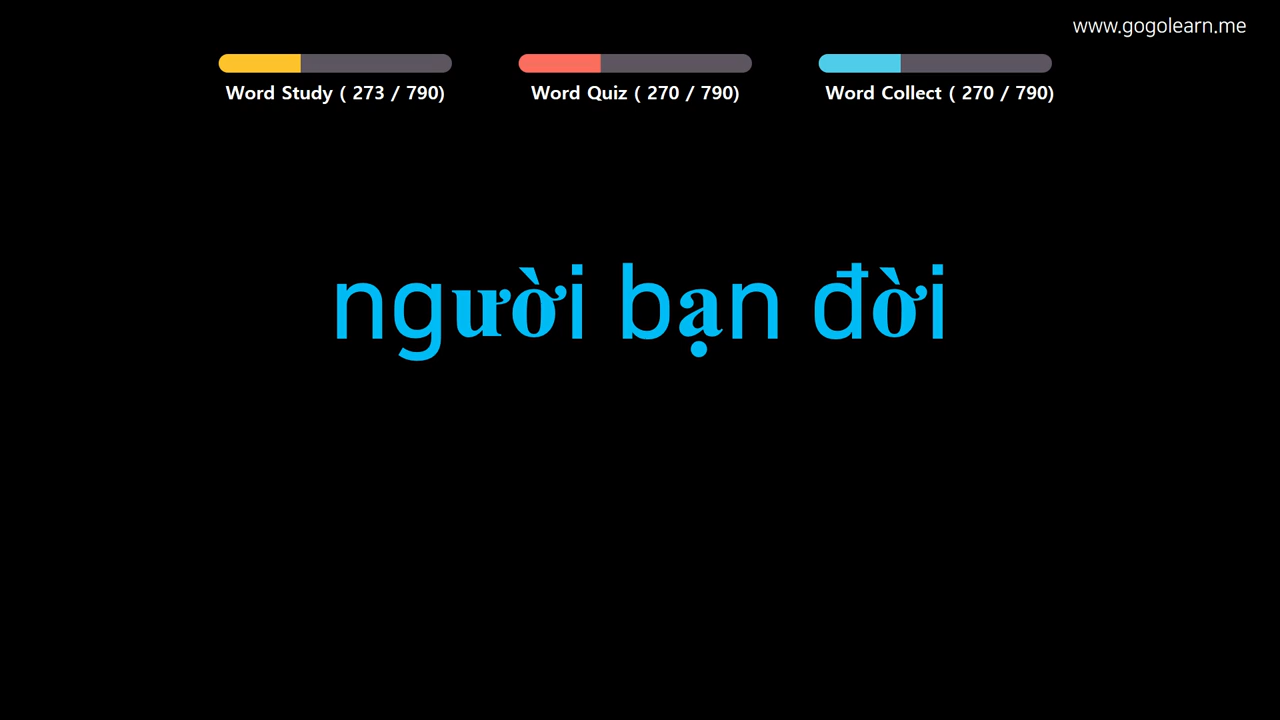 www.gogolearn.me
Word Study ( 273 / 790)
Word Quiz ( 270 / 790)
Word Collect ( 270 / 790)
người bạn đời